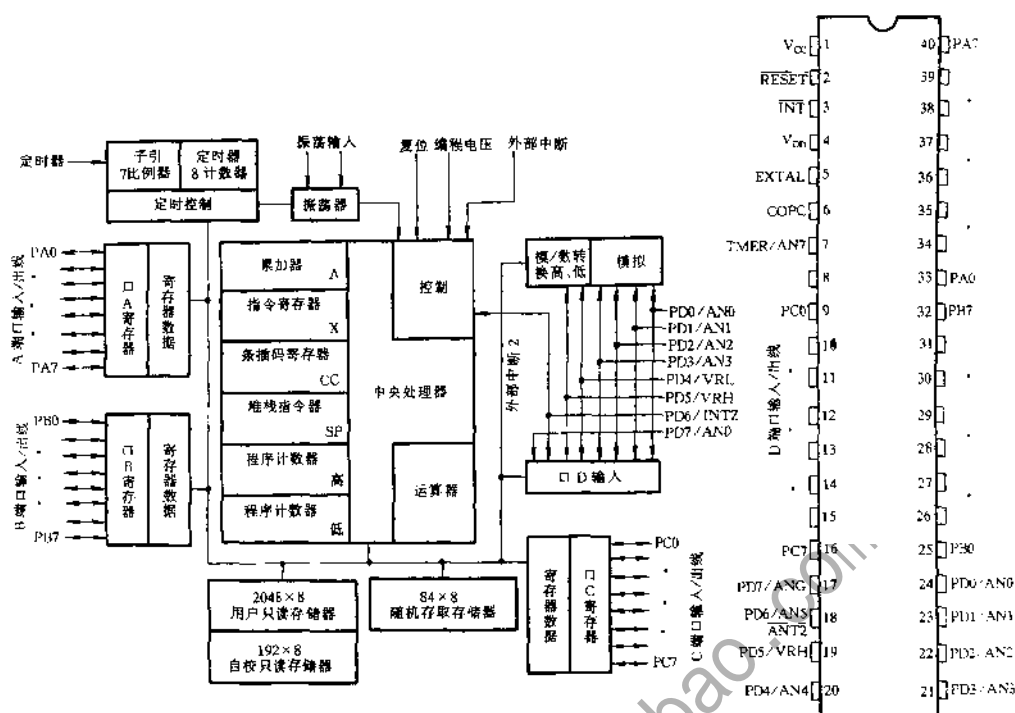 定时器
子引
7比例器
定时器
8计数器
定时控制
振荡输入
振荡器
复位 编程电压 外部中断
A端口输入/出线
PA0
PA7
口A寄存器
寄存器数据
B端口输入/出线
PB0
PB7
口B寄存器
寄存器数据
累加器
A
指令寄存器
X
条插码寄存器
CC
堆栈指令器
SP
程序计数器
高
程序计数器
低
控制
中央处理器
运算器
模/数转
换高、低
模拟
外部中断2
PD0/AN0
PD1/AN1
PD2/AN2
PD3/AN3
PD4/VRL
PD5/VRH
PD6/INT2
PD7/AN0
D端口输入/出线
口D输入
2048×8
用户只读存储器
192×8
自校只读存储器
84×8
随机存取存储器
寄存器数据
口C寄存器
PC0
PC7
C端口输入/出线
1
RESET 2
INT 3
4
EXTAL 5
COPC 6
TMER/AN7 7
8
PC0 9
10
11
12
13
14
15
PC7 16
PD7/ANG 17
PD6/AN5
ANT2 18
PD5/VRH 19
PD4/AN4 20
40 PA7
39
38
37
36
35
34
33 PA0
32 PB7
31
30
29
28
27
26
25 PB0
24 PD0/AN0
23 PD1/AN1
22 PD2/AN2
21 PD3/AN3
bao.com